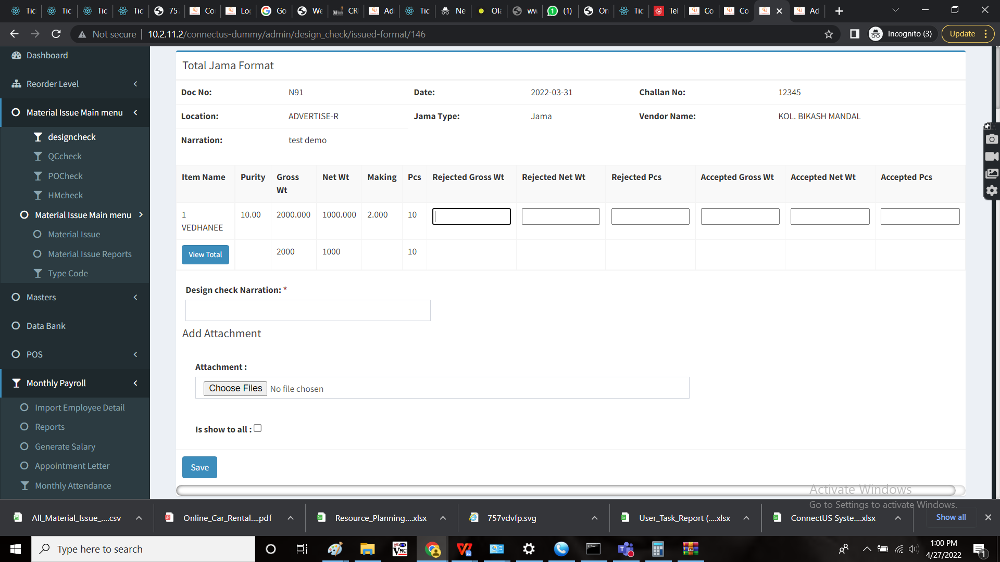 Tic Tic Tic Tic 75 Co Lo Go We CR Ad Tic Ne Ola ww (1) On Tic Tel Co Co Ad
Not secure 10.2.11.2/connectus-dummy/admin/design_check/issued-format/146 Incognito (3) Update
Dashboard
Reorder Level
Material Issue Main menu
designcheck
QCcheck
POCheck
HMcheck
Material Issue Main menu
Material Issue
Material Issue Reports
Type Code
Masters
Data Bank
POS
Monthly Payroll
Import Employee Detail
Reports
Generate Salary
Appointment Letter
Monthly Attendance
Total Jama Format
Doc No: N91 Date: 2022-03-31 Challan No: 12345
Location: ADVERTISE-R Jama Type: Jama Vendor Name: KOL. BIKASH MANDAL
Narration: test demo
Item Name Purity Gross Wt Net Wt Making Pcs Rejected Gross Wt Rejected Net Wt Rejected Pcs Accepted Gross Wt Accepted Net Wt Accepted Pcs
1 VEDHANEE 10.00 2000.000 1000.000 2.000 10
View Total 2000 1000 10
Design check Narration: *
Add Attachment
Attachment :
Choose Files No file chosen
Is show to all :
Save
Activate Windows
Go to Settings to activate Windows.
All_Material_Issue_....csv Online_Car_Rental....pdf Resource_Planning....xlsx 757vdvfp.svg User_Task_Report (....xlsx ConnectUS Syste....xlsx Show all
Type here to search
1:00 PM
4/27/2022
1